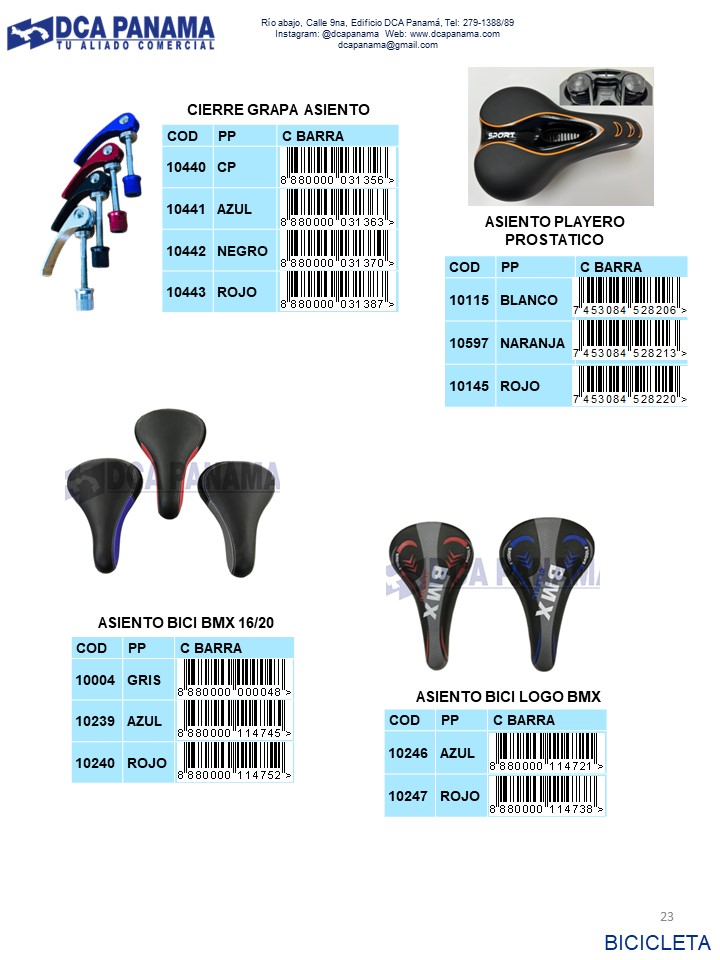 DCA PANAMA
TU ALIADO COMERCIAL
Río abajo, Calle 9na, Edificio DCA Panamá, Tel: 279-1388/89
Instagram: @dcapanama Web: www.dcapanama.com
dcapanama@gmail.com
CIERRE GRAPA ASIENTO
COD PP C BARRA
10440 CP 8 880000 031356 >
10441 AZUL 8 880000 031363 >
10442 NEGRO 8 880000 031370 >
10443 ROJO 8 880000 031387 >
SPORT
ASIENTO PLAYERO
PROSTATICO
COD PP C BARRA
10115 BLANCO 7 453084 528206 >
10597 NARANJA 7 453084 528213 >
10145 ROJO 7 453084 528220 >
DCA PANAMA
ASIENTO BICI BMX 16/20
COD PP C BARRA
10004 GRIS 8 880000 000048 >
10239 AZUL 8 880000 114745 >
10240 ROJO 8 880000 114752 >
DCA PANAMA
BMX
BMX
ASIENTO BICI LOGO BMX
COD PP C BARRA
10246 AZUL 8 880000 114721 >
10247 ROJO 8 880000 114738 >
23
BICICLETA